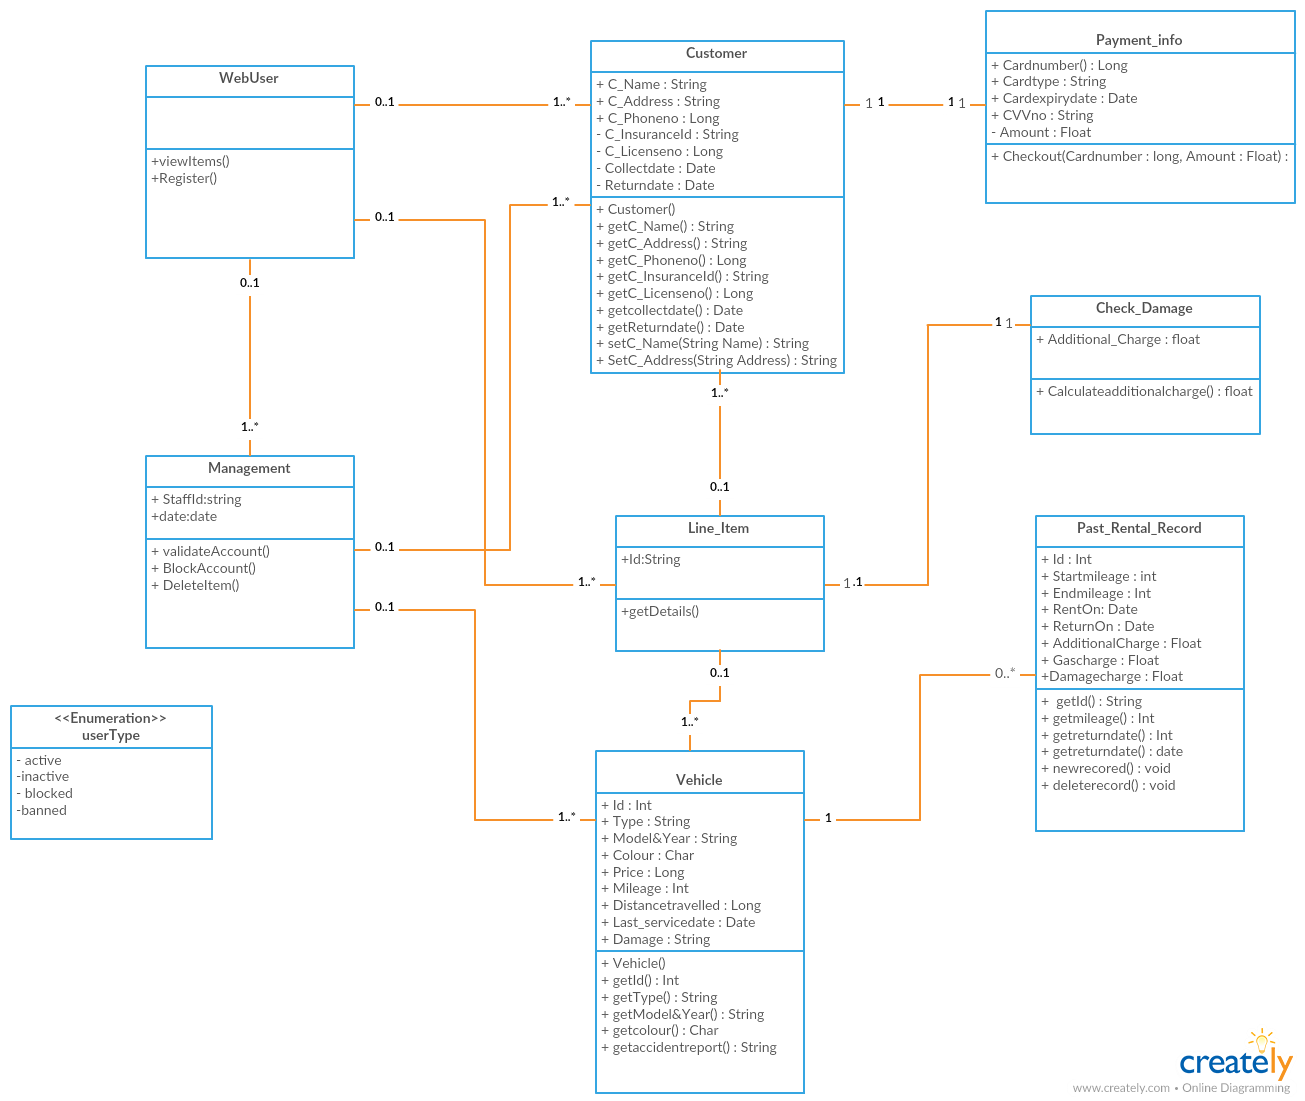 WebUser
+viewItems()
+Register()
0..1
1..*
0..1
0..1
1..*
Customer
+ C_Name : String
+ C_Address : String
+ C_Phoneno : Long
- C_InsuranceId : String
- C_Licenseno : Long
- Collectdate : Date
- Returndate : Date
+ Customer()
+ getC_Name() : String
+ getC_Address() : String
+ getC_Phoneno() : Long
+ getC_InsuranceId() : String
+ getC_Licenseno() : Long
+ getcollectdate() : Date
+ getReturndate() : Date
+ setC_Name(String Name) : String
+ SetC_Address(String Address) : String
1 1
1 1
Payment_info
+ Cardnumber() : Long
+ Cardtype : String
+ Cardexpirydate : Date
+ CVVno : String
- Amount : Float
+ Checkout(Cardnumber : long, Amount : Float) :
1..*
0..1
1..*
1 1
Check_Damage
+ Additional_Charge : float
+ Calculateadditionalcharge() : float
Management
+ StaffId:string
+date:date
+ validateAccount()
+ BlockAccount()
+ DeleteItem()
0..1
0..1
1..*
Line_Item
+Id:String
+getDetails()
1 .1
0..1
1..*
Past_Rental_Record
+ Id : Int
+ Startmileage : int
+ Endmileage : Int
+ RentOn: Date
+ ReturnOn : Date
+ AdditionalCharge : Float
+ Gascharge : Float
+Damagecharge : Float
+ getId() : String
+ getmileage() : Int
+ getreturndate() : Int
+ getreturndate() : date
+ newrecored() : void
+ deleterecord() : void
0..*
1
<<Enumeration>>
userType
- active
-inactive
- blocked
-banned
1..*
Vehicle
+ Id : Int
+ Type : String
+ Model&Year : String
+ Colour : Char
+ Price : Long
+ Mileage : Int
+ Distancetravelled : Long
+ Last_servicedate : Date
+ Damage : String
+ Vehicle()
+ getId() : Int
+ getType() : String
+ getModel&Year() : String
+ getcolour() : Char
+ getaccidentreport() : String
creately
www.creately.com • Online Diagramming